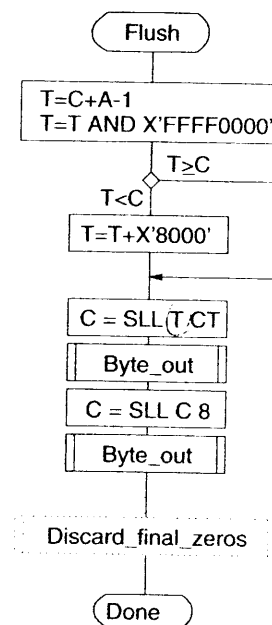 Flush
T=C+A-1
T=T AND X'FFFF0000'
T≥C
T<C
T=T+X'8000'
C = SLL T CT
Byte_out
C = SLL C 8
Byte_out
Discard_final_zeros
Done